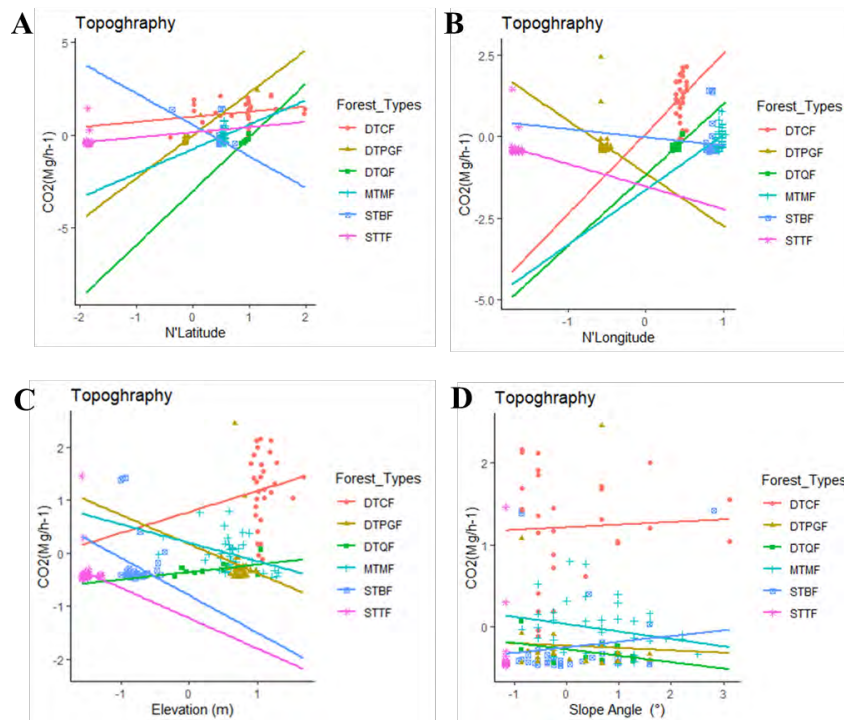 A
Topoghraphy
5
0
-5
CO2(Mg/h-1)
-2
-1
0
1
2
N'Latitude
Forest_Types
DTCF
DTPGF
DTQF
MTMF
STBF
STTF
B
Topoghraphy
2.5
0.0
-2.5
-5.0
CO2(Mg/h-1)
-1
0
1
N'Longitude
Forest_Types
DTCF
DTPGF
DTQF
MTMF
STBF
STTF
C
Topoghraphy
2
1
0
-1
-2
CO2(Mg/h-1)
-1
0
1
Elevation (m)
Forest_Types
DTCF
DTPGF
DTQF
MTMF
STBF
STTF
D
Topoghraphy
2
1
0
CO2(Mg/h-1)
-1
0
1
2
3
Slope Angle (°)
Forest_Types
DTCF
DTPGF
DTQF
MTMF
STBF
STTF